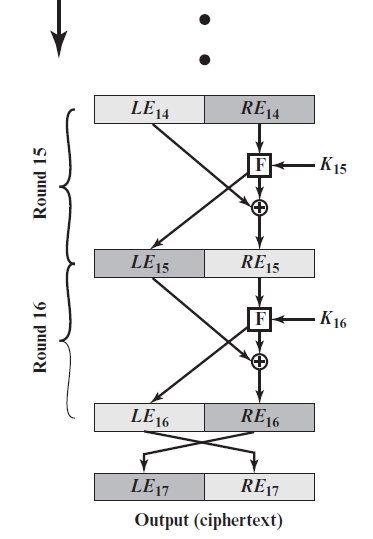 LE14 RE14
Round 15
F K15
LE15 RE15
Round 16
F K16
LE16 RE16
LE17 RE17
Output (ciphertext)